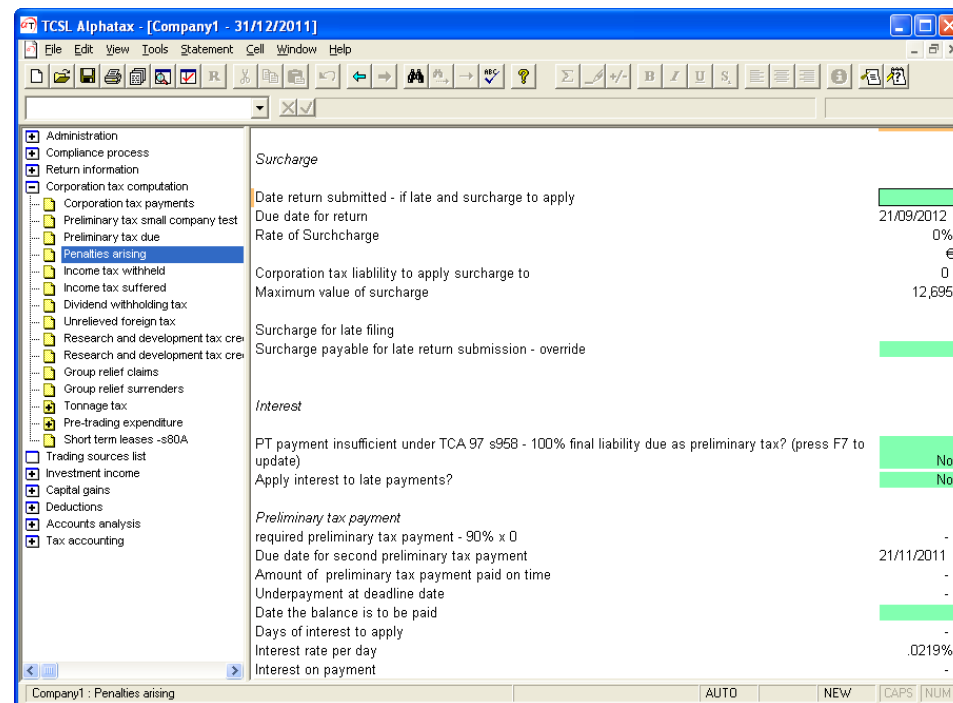 TCSL Alphatax - [Company1 - 31/12/2011]
File Edit View Tools Statement Cell Window Help
R ABC Σ +/- B I U S
Administration
Compliance process
Return information
Corporation tax computation
Corporation tax payments
Preliminary tax small company test
Preliminary tax due
Penalties arising
Income tax withheld
Income tax suffered
Dividend withholding tax
Unrelieved foreign tax
Research and development tax cre
Research and development tax cre
Group relief claims
Group relief surrenders
Tonnage tax
Pre-trading expenditure
Short term leases -s80A
Trading sources list
Investment income
Capital gains
Deductions
Accounts analysis
Tax accounting
Surcharge
Date return submitted - if late and surcharge to apply
Due date for return 21/09/2012
Rate of Surchcharge 0%
€
Corporation tax liablility to apply surcharge to 0
Maximum value of surcharge 12,695
Surcharge for late filing
Surcharge payable for late return submission - override
Interest
PT payment insufficient under TCA 97 s958 - 100% final liability due as preliminary tax? (press F7 to
update) No
Apply interest to late payments? No
Preliminary tax payment
required preliminary tax payment - 90% x 0 -
Due date for second preliminary tax payment 21/11/2011
Amount of preliminary tax payment paid on time -
Underpayment at deadline date -
Date the balance is to be paid
Days of interest to apply -
Interest rate per day .0219%
Interest on payment -
Company1 : Penalties arising AUTO NEW CAPS NUM